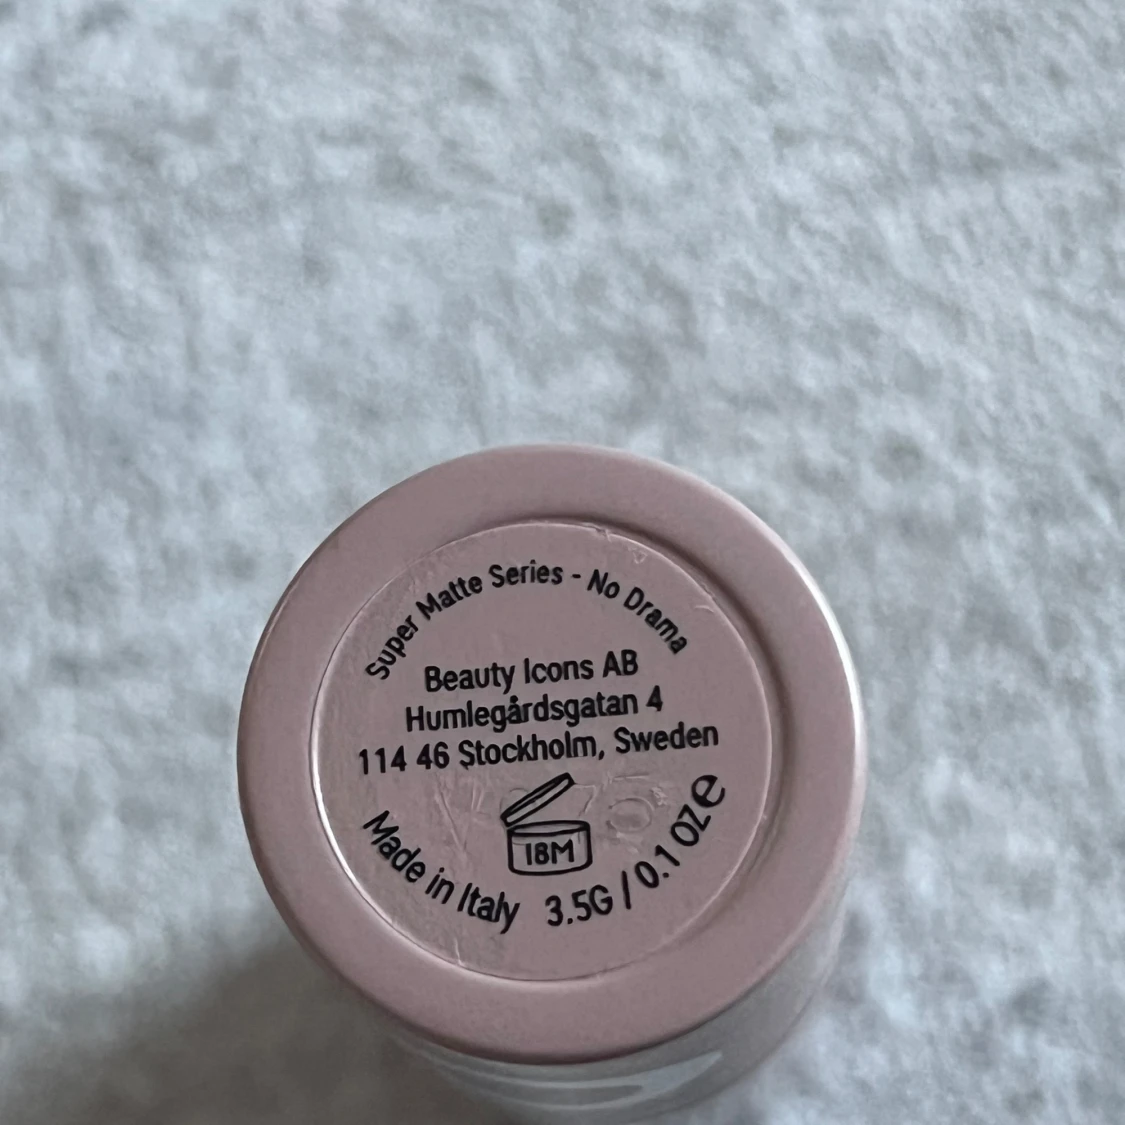 Super Matte Series - No Drama
Beauty Icons AB
Humlegårdsgatan 4
114 46 Stockholm, Sweden
18M
Made in Italy 3.5G / 0.1 OZ ℮